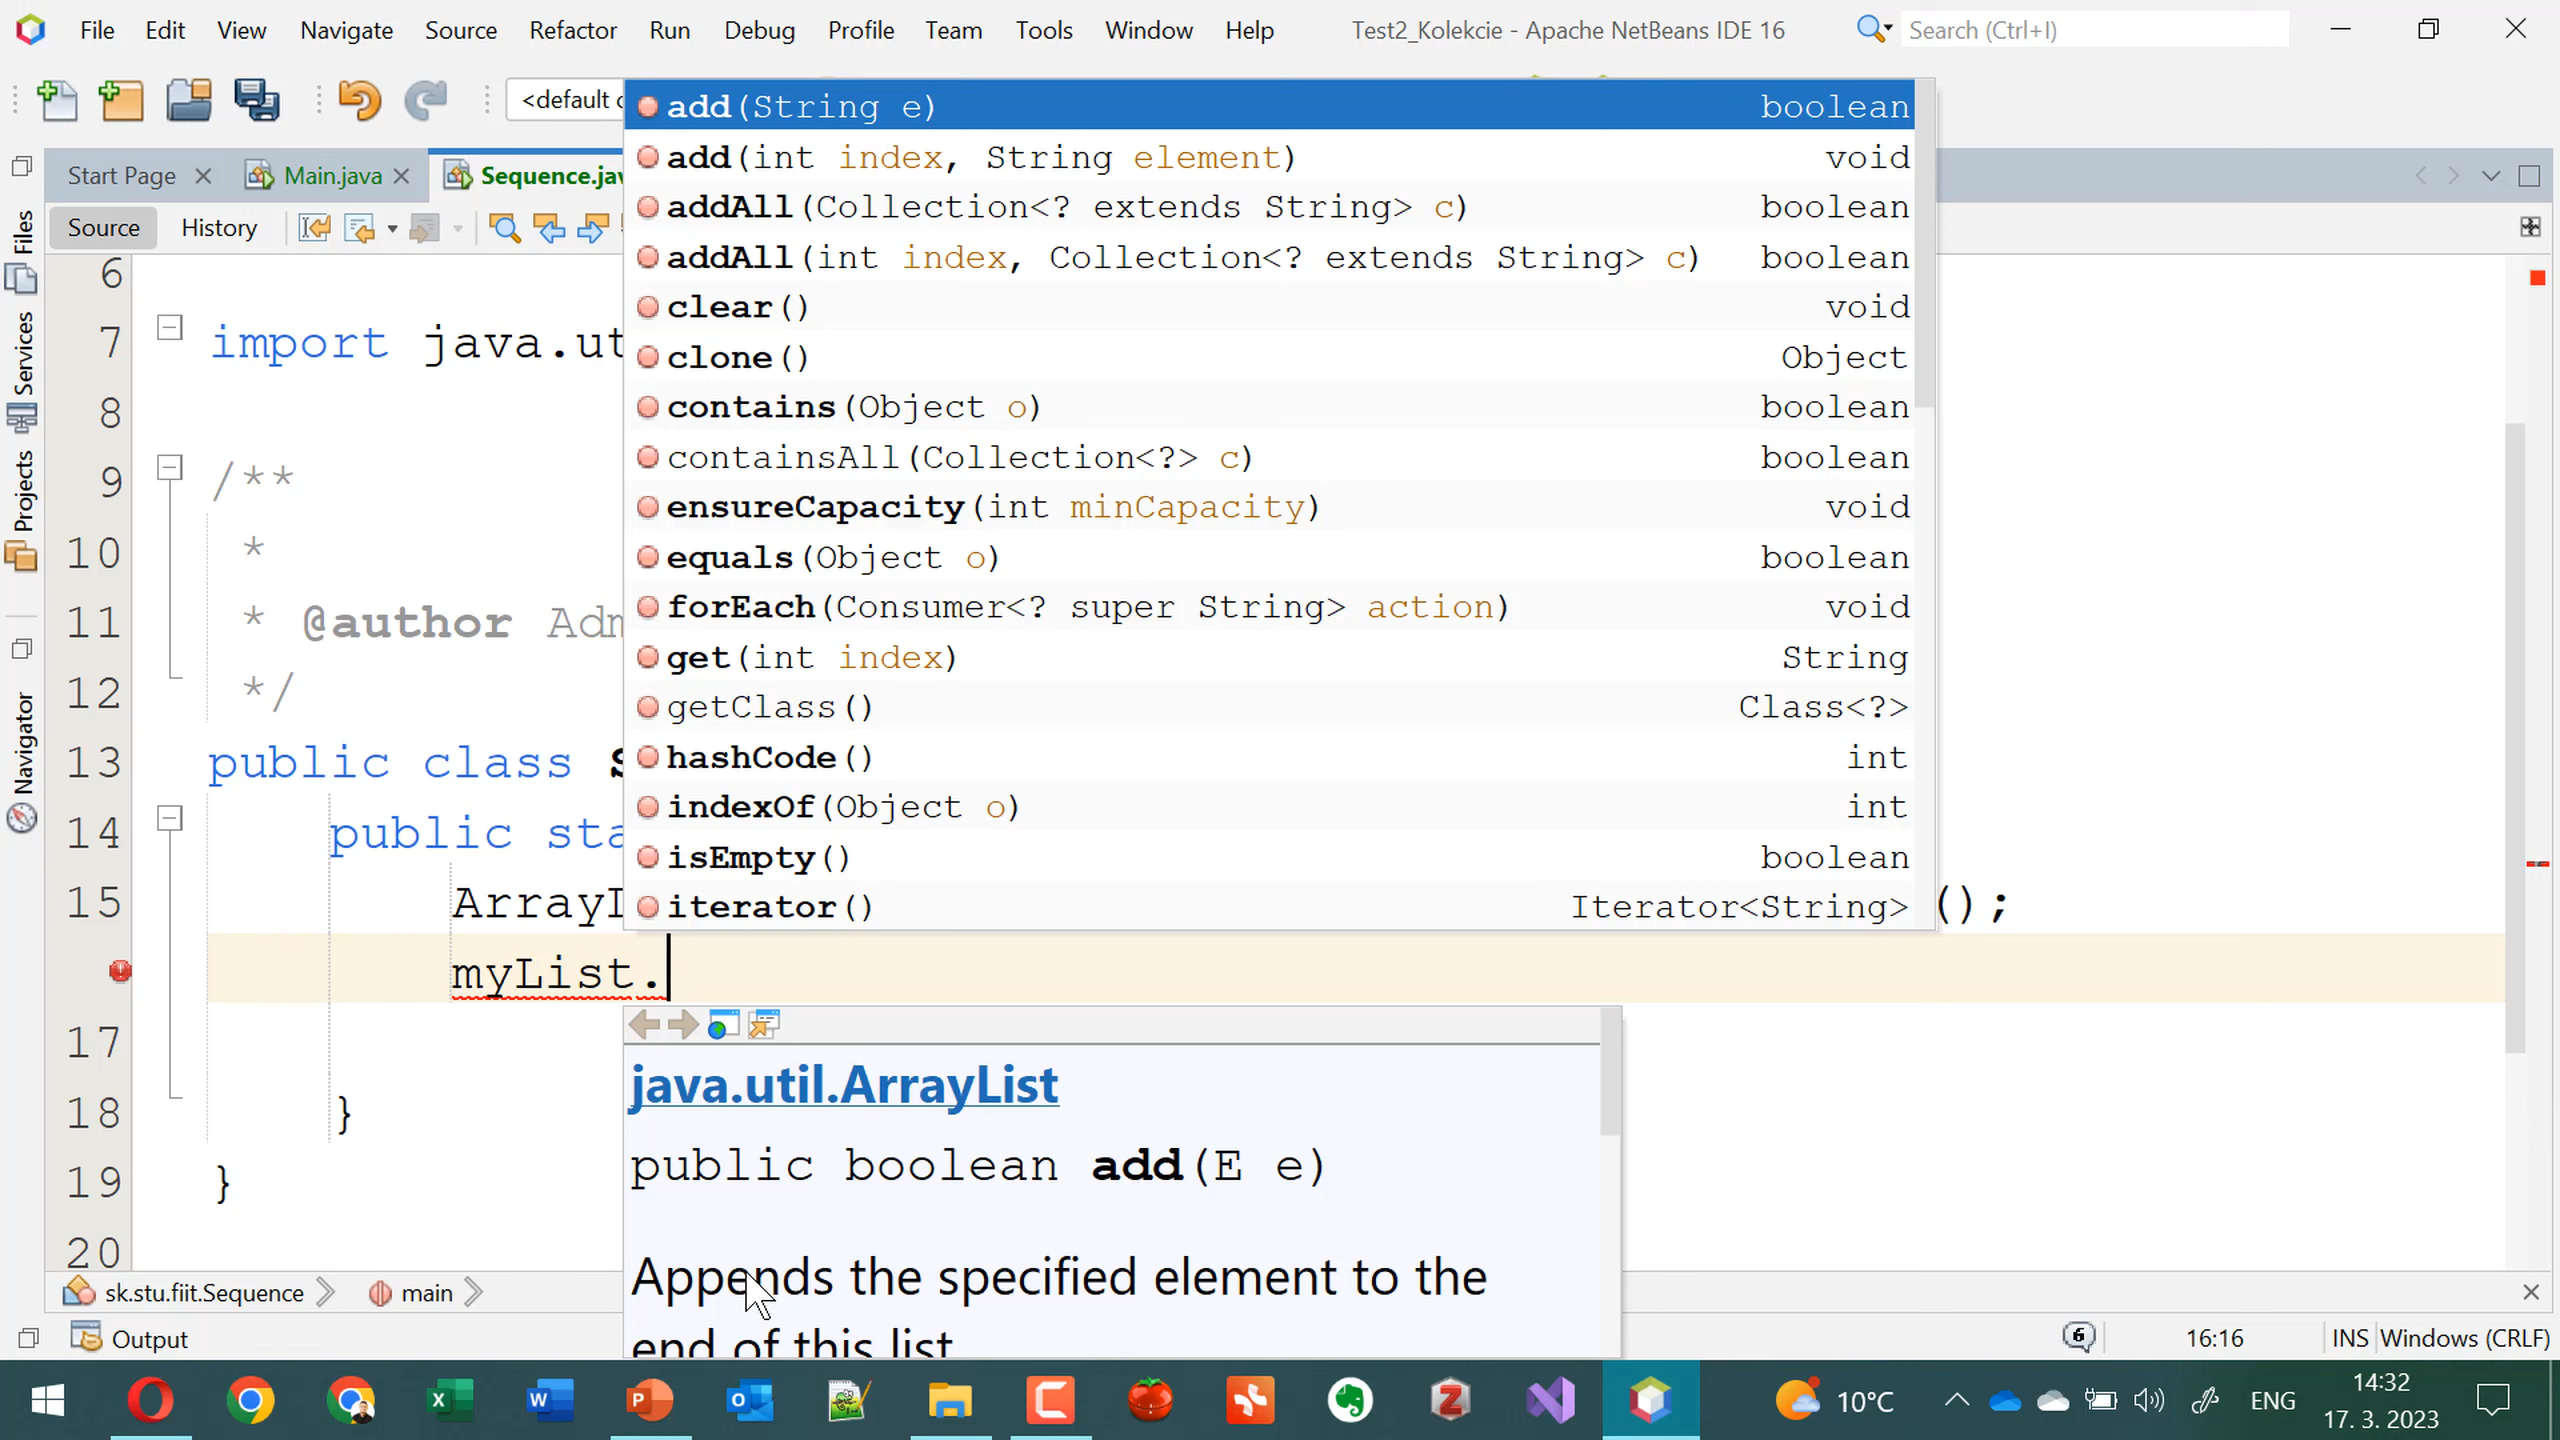 File Edit View Navigate Source Refactor Run Debug Profile Team Tools Window Help Test2_Kolekcie - Apache NetBeans IDE 16 Search (Ctrl+I)
<default
Start Page Main.java Sequence.jav
Source History
Files
Services
Projects
Navigator
add(String e) boolean
add(int index, String element) void
addAll(Collection<? extends String> c) boolean
addAll(int index, Collection<? extends String> c) boolean
clear() void
clone() Object
contains(Object o) boolean
containsAll(Collection<?> c) boolean
ensureCapacity(int minCapacity) void
equals(Object o) boolean
forEach(Consumer<? super String> action) void
get(int index) String
getClass() Class<?>
hashCode() int
indexOf(Object o) int
isEmpty() boolean
iterator() Iterator<String>
6
7 import java.ut
8
9 /**
10 *
11 * @author Adm
12 */
13 public class S
14 public sta
15 ArrayL ();
myList.
17
18 }
19 }
20
java.util.ArrayList
public boolean add(E e)
Appends the specified element to the
end of this list
sk.stu.fiit.Sequence main
Output 6 16:16 INS Windows (CRLF)
10°C ENG 14:32
17. 3. 2023